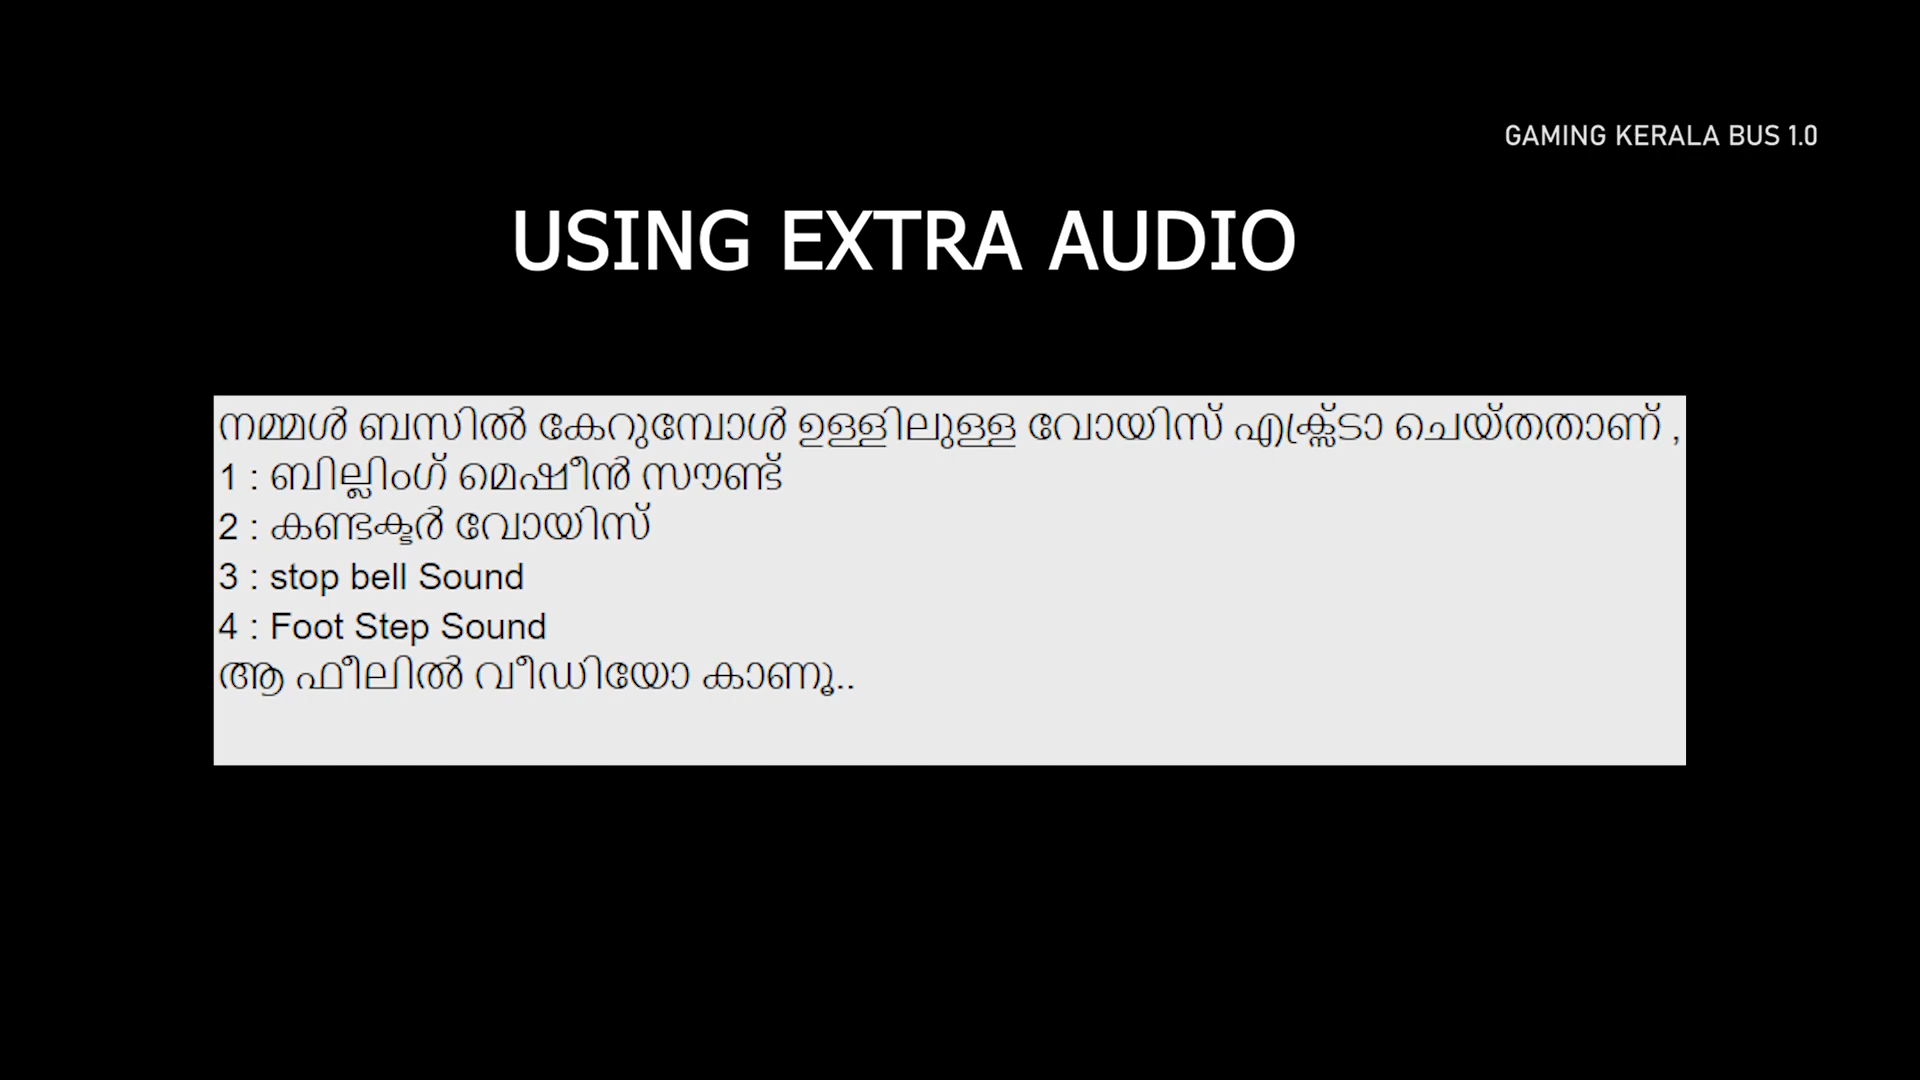 GAMING KERALA BUS 1.0
USING EXTRA AUDIO
നമ്മൾ ബസിൽ കേറുമ്പോൾ ഉള്ളിലുള്ള വോയിസ് എക്സ്ട്രാ ചെയ്തതാണ് ,
1 : ബില്ലിംഗ് മെഷീൻ സൗണ്ട്
2 : കണ്ടക്ടർ വോയിസ്
3 : stop bell Sound
4 : Foot Step Sound
ആ ഫീലിൽ വീഡിയോ കാണൂ..